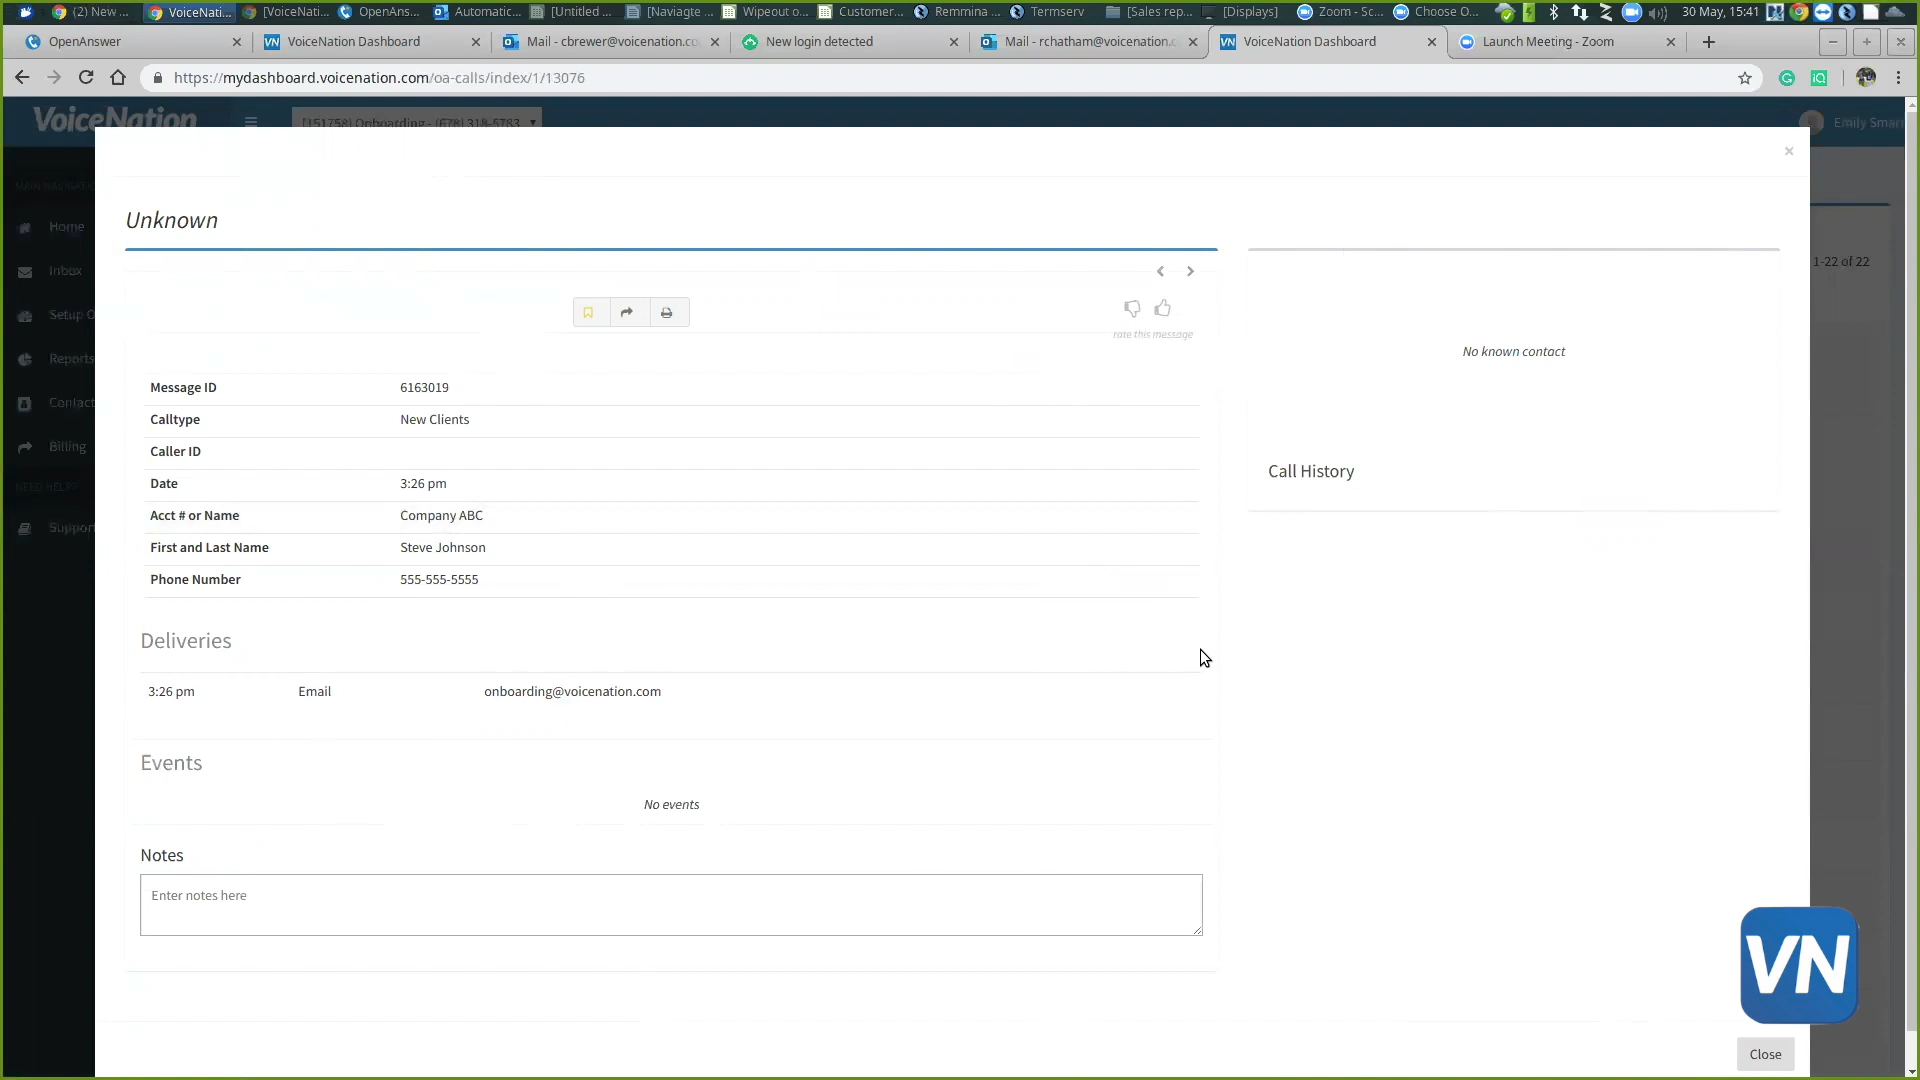 (2) New ...
VoiceNati...
[VoiceNati...
OpenAns...
Automatic...
[Untitled ...
[Naviagte ...
Wipeout o...
Customer...
Remmina ...
Termserv
[Sales rep...
[Displays]
Zoom - Sc...
Choose O...
30 May, 15:41
OpenAnswer
VoiceNation Dashboard
Mail - cbrewer@voicenation.co
New login detected
Mail - rchatham@voicenation.c
VoiceNation Dashboard
Launch Meeting - Zoom
https://mydashboard.voicenation.com/oa-calls/index/1/13076
VoiceNation
[151758] Onboarding - (678) 318-5783
Emily Smar
MAIN NAVIGATIO
Home
Inbox
Setup O
Reports
Contact
Billing
NEED HELP?
Support
1-22 of 22
×
Unknown
rate this message
Message ID 6163019
Calltype New Clients
Caller ID
Date 3:26 pm
Acct # or Name Company ABC
First and Last Name Steve Johnson
Phone Number 555-555-5555
No known contact
Call History
Deliveries
3:26 pm Email onboarding@voicenation.com
Events
No events
Notes
Enter notes here
VN
Close